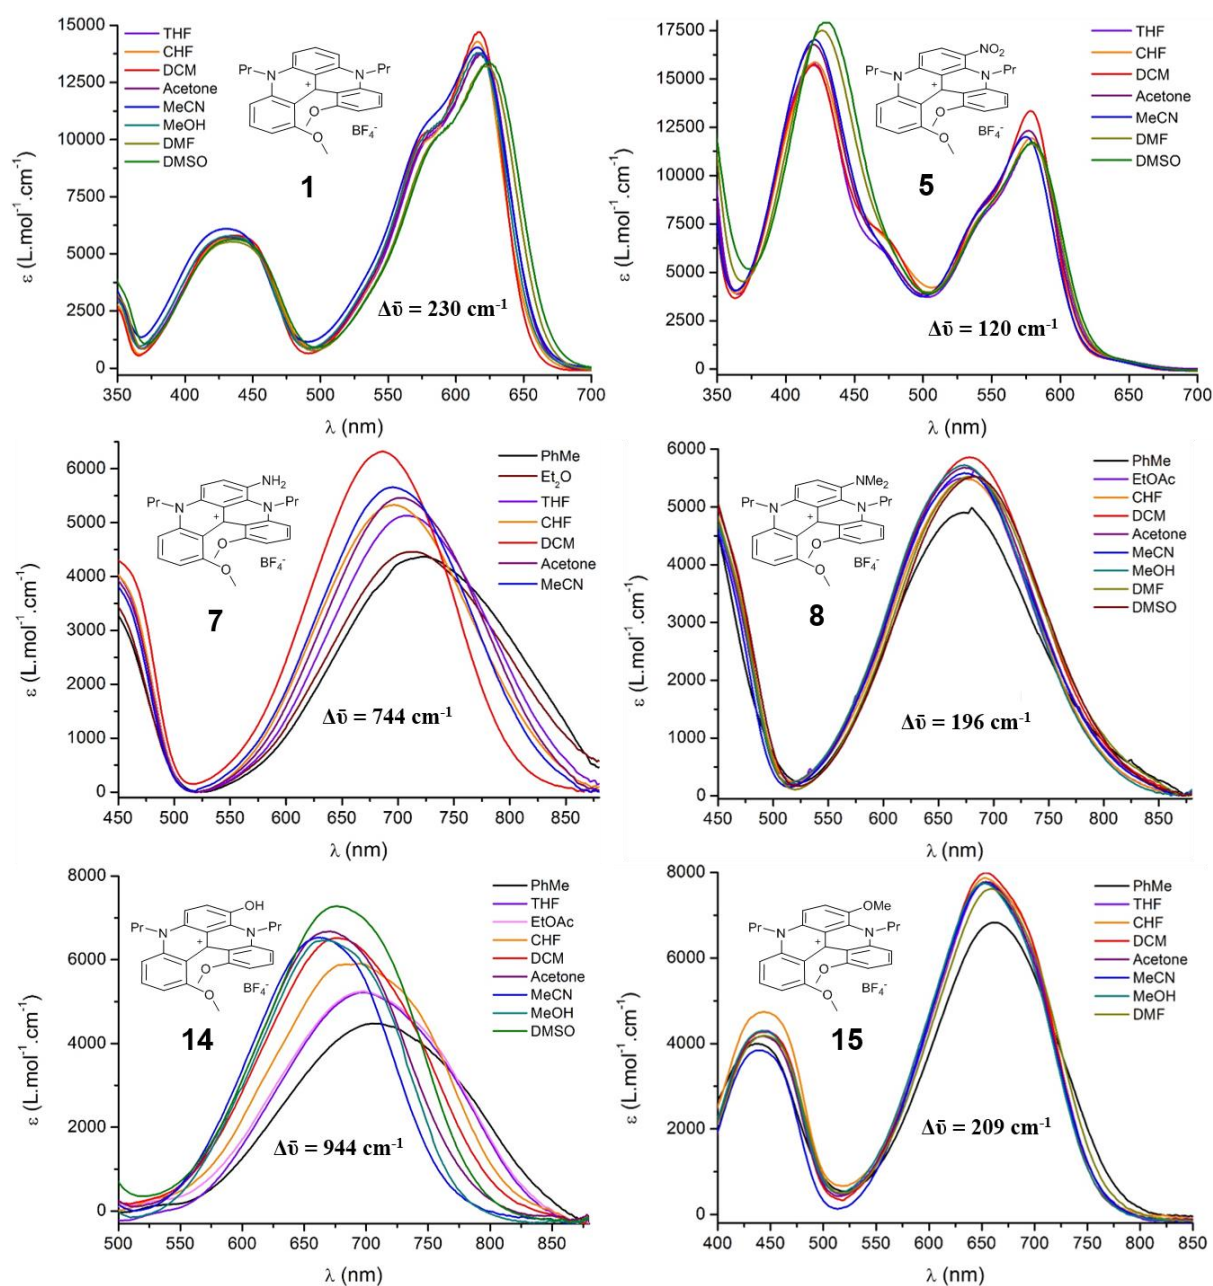 15000
12500
10000
7500
5000
2500
0
ε (L.mol⁻¹.cm⁻¹)
THF
CHF
DCM
Acetone
MeCN
MeOH
DMF
DMSO
Pr N N Pr
+
O
O
BF₄⁻
1
Δῡ = 230 cm⁻¹
350 400 450 500 550 600 650 700
λ (nm)
17500
15000
12500
10000
7500
5000
2500
0
ε (L.mol⁻¹.cm⁻¹)
NO₂
Pr N N Pr
+
O
O
BF₄⁻
5
THF
CHF
DCM
Acetone
MeCN
DMF
DMSO
Δῡ = 120 cm⁻¹
350 400 450 500 550 600 650 700
λ (nm)
6000
5000
4000
3000
2000
1000
0
ε (L.mol⁻¹.cm⁻¹)
NH₂
Pr N N Pr
+
O
O
BF₄⁻
7
PhMe
Et₂O
THF
CHF
DCM
Acetone
MeCN
Δῡ = 744 cm⁻¹
450 500 550 600 650 700 750 800 850
λ (nm)
6000
5000
4000
3000
2000
1000
0
ε (L.mol⁻¹.cm⁻¹)
NMe₂
Pr N N Pr
+
O
O
BF₄⁻
8
PhMe
EtOAc
CHF
DCM
Acetone
MeCN
MeOH
DMF
DMSO
Δῡ = 196 cm⁻¹
450 500 550 600 650 700 750 800 850
λ (nm)
8000
6000
4000
2000
0
ε (L.mol⁻¹.cm⁻¹)
OH
Pr N N Pr
+
O
O
BF₄⁻
14
PhMe
THF
EtOAc
CHF
DCM
Acetone
MeCN
MeOH
DMSO
Δῡ = 944 cm⁻¹
500 550 600 650 700 750 800 850
λ (nm)
8000
6000
4000
2000
0
ε (L.mol⁻¹.cm⁻¹)
OMe
Pr N N Pr
+
O
O
BF₄⁻
15
PhMe
THF
CHF
DCM
Acetone
MeCN
MeOH
DMF
Δῡ = 209 cm⁻¹
400 450 500 550 600 650 700 750 800 850
λ (nm)